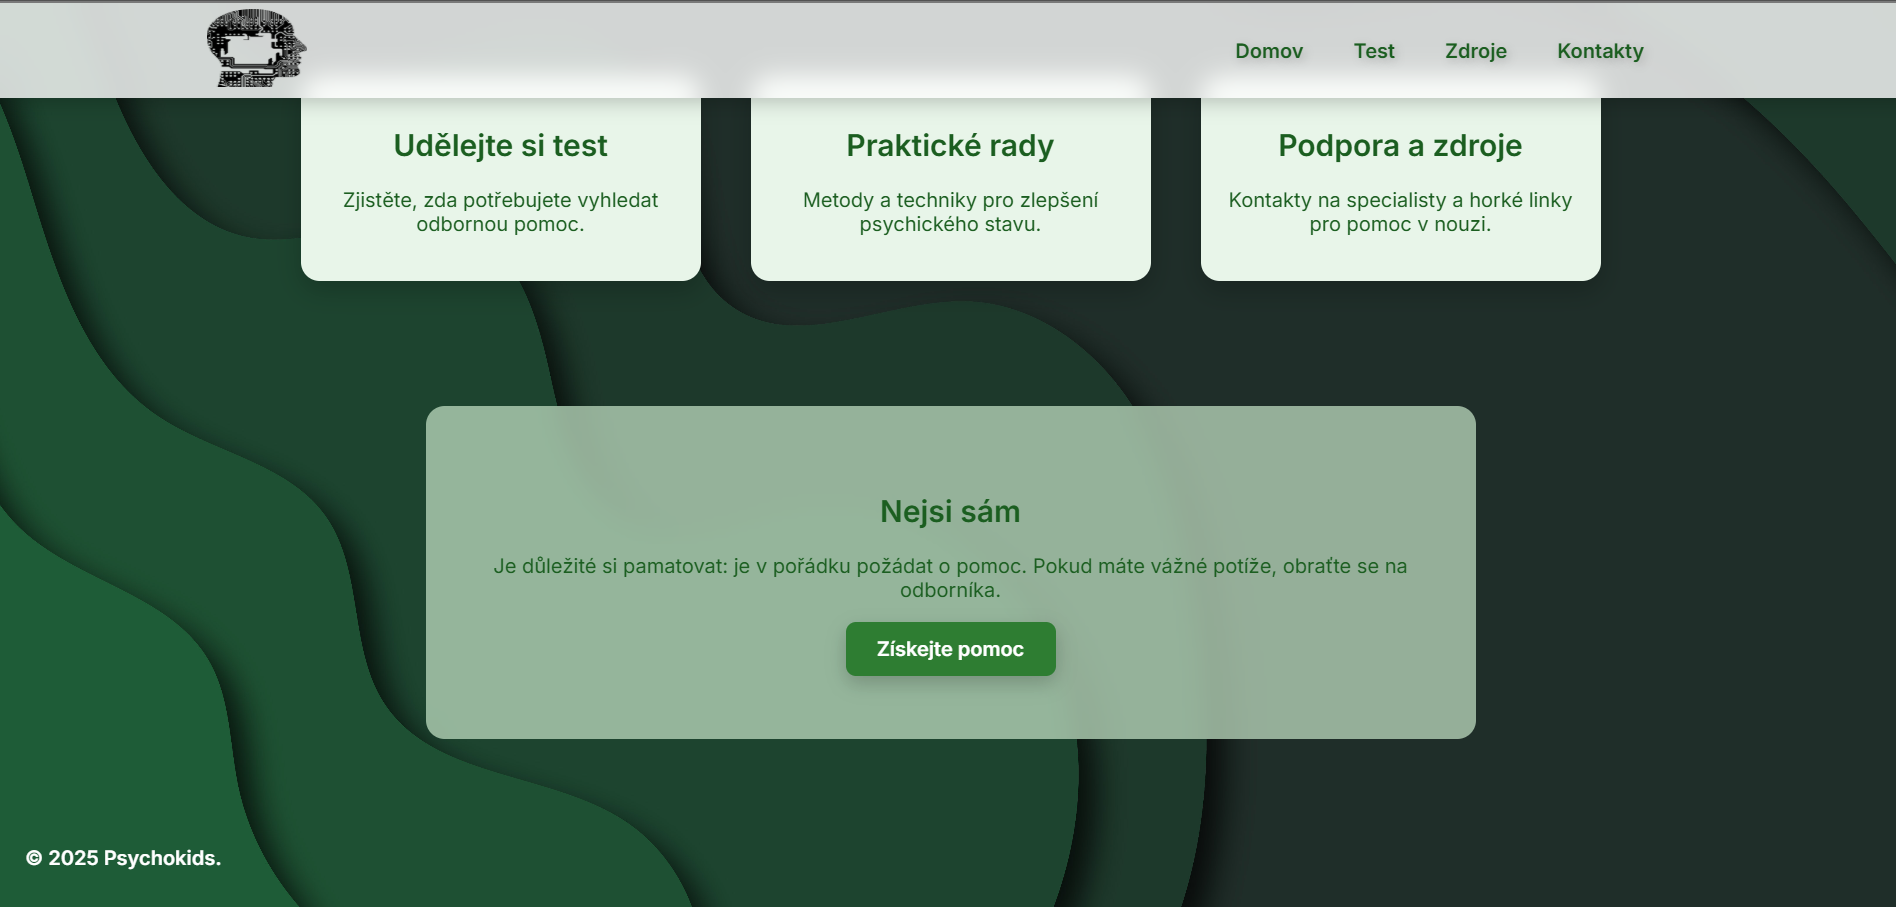 Domov Test Zdroje Kontakty
Udělejte si test
Zjistěte, zda potřebujete vyhledat
odbornou pomoc.
Praktické rady
Metody a techniky pro zlepšení
psychického stavu.
Podpora a zdroje
Kontakty na specialisty a horké linky
pro pomoc v nouzi.
Nejsi sám
Je důležité si pamatovat: je v pořádku požádat o pomoc. Pokud máte vážné potíže, obraťte se na
odborníka.
Získejte pomoc
© 2025 Psychokids.